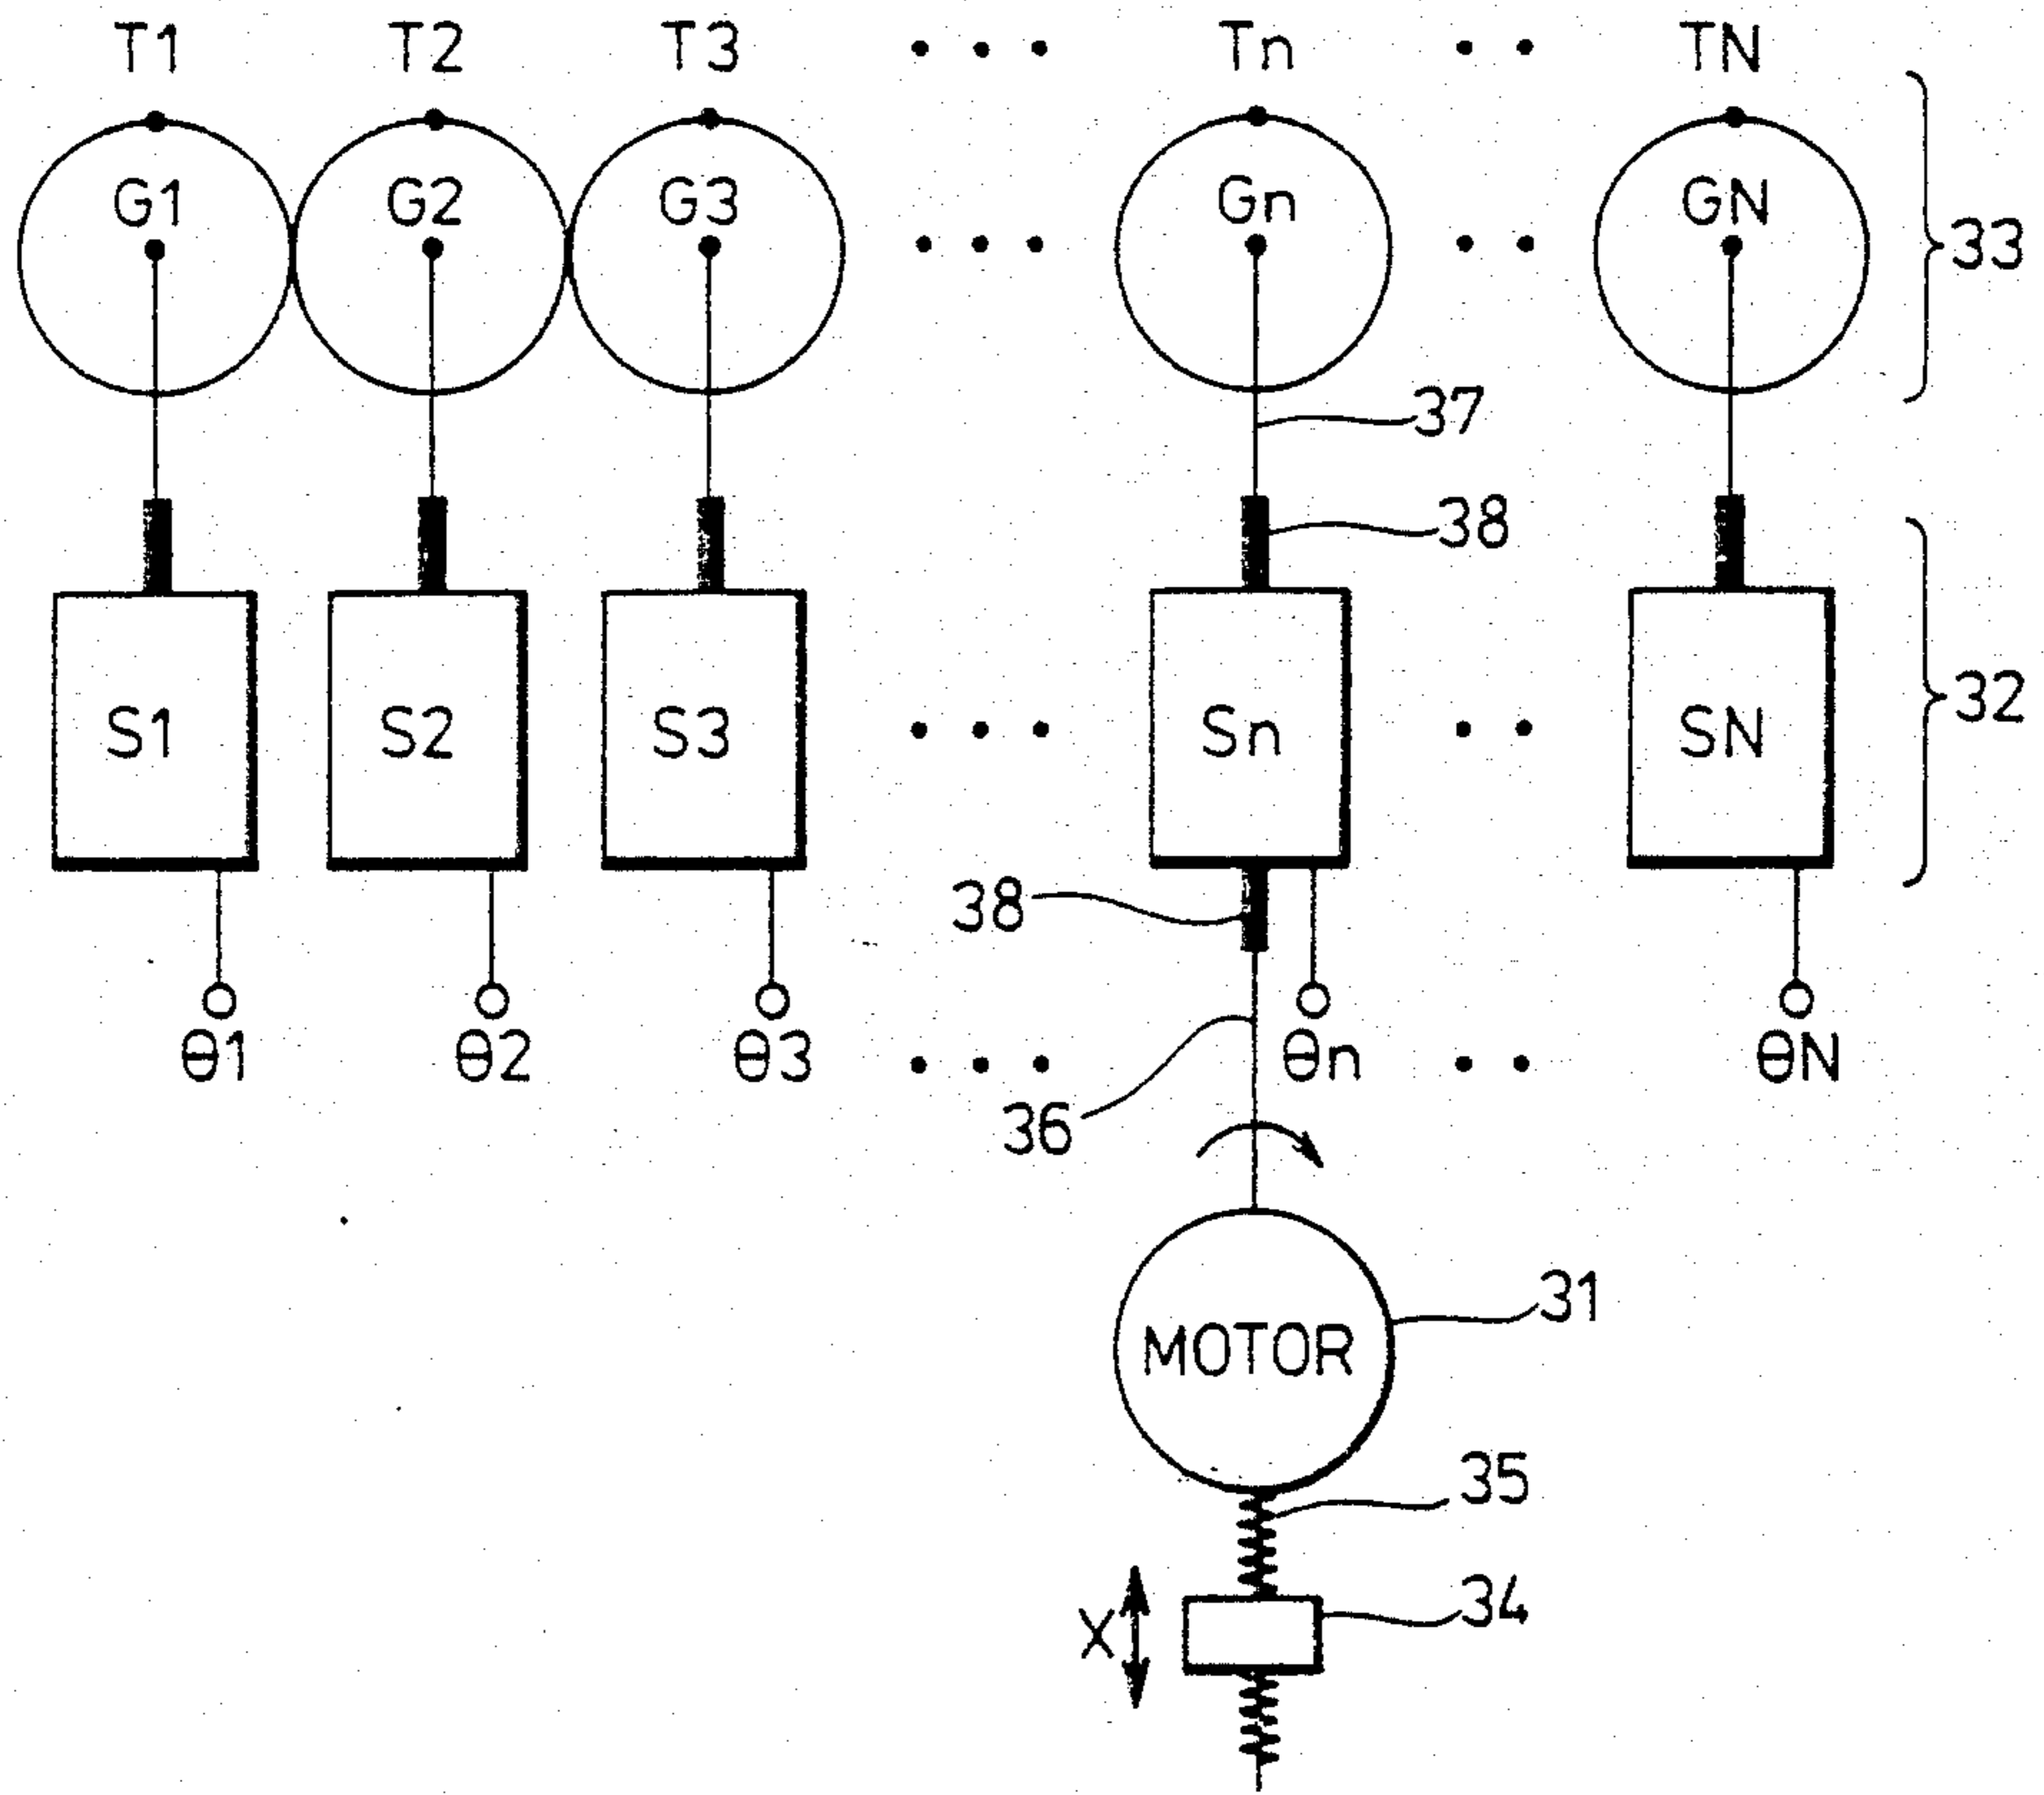 T1 T2 T3 • • • Tn • • TN
G1 G2 G3 • • • Gn • • GN
33
37
38
S1 S2 S3 • • • Sn • • SN
32
38
θ1 θ2 θ3 • • • θn • • θN
36
MOTOR
31
35
34
X